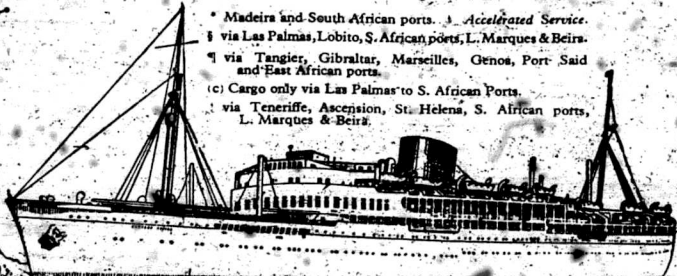 * Madeira and South African ports. ‡ Accelerated Service.
§ via Las Palmas, Lobito, S. African ports, L. Marques & Beira.
¶ via Tangier, Gibraltar, Marseilles, Genoa, Port Said
and East African ports.
(c) Cargo only via Las Palmas to S. African Ports.
via Teneriffe, Ascension, St. Helena, S. African ports,
L. Marques & Beira.